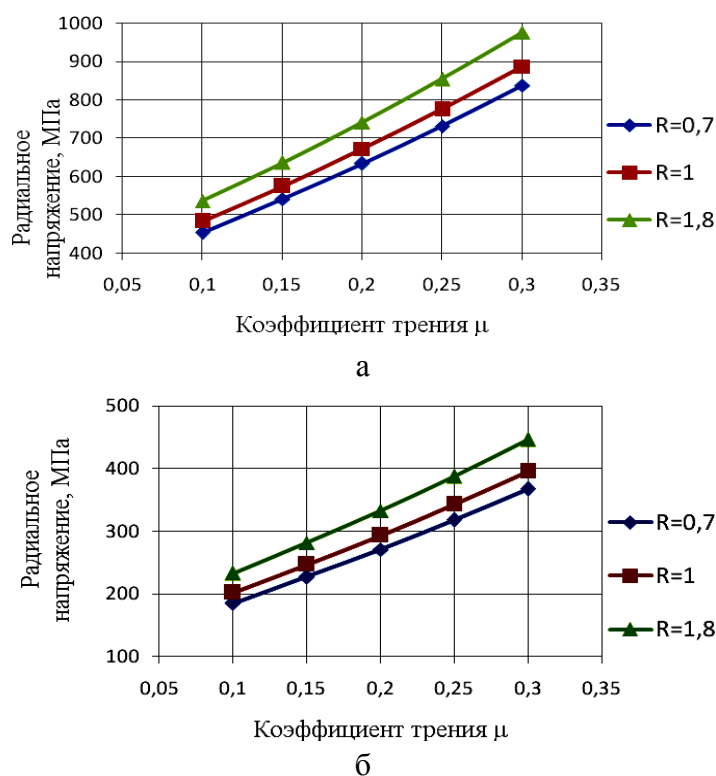 1000
900
800
700
600
500
400
0,05 0,1 0,15 0,2 0,25 0,3 0,35
Радиальное
напряжение, МПа
Коэффициент трения μ
R=0,7
R=1
R=1,8
а
500
400
300
200
100
0,05 0,1 0,15 0,2 0,25 0,3 0,35
Радиальное
напряжение, МПа
Коэффициент трения μ
R=0,7
R=1
R=1,8
б